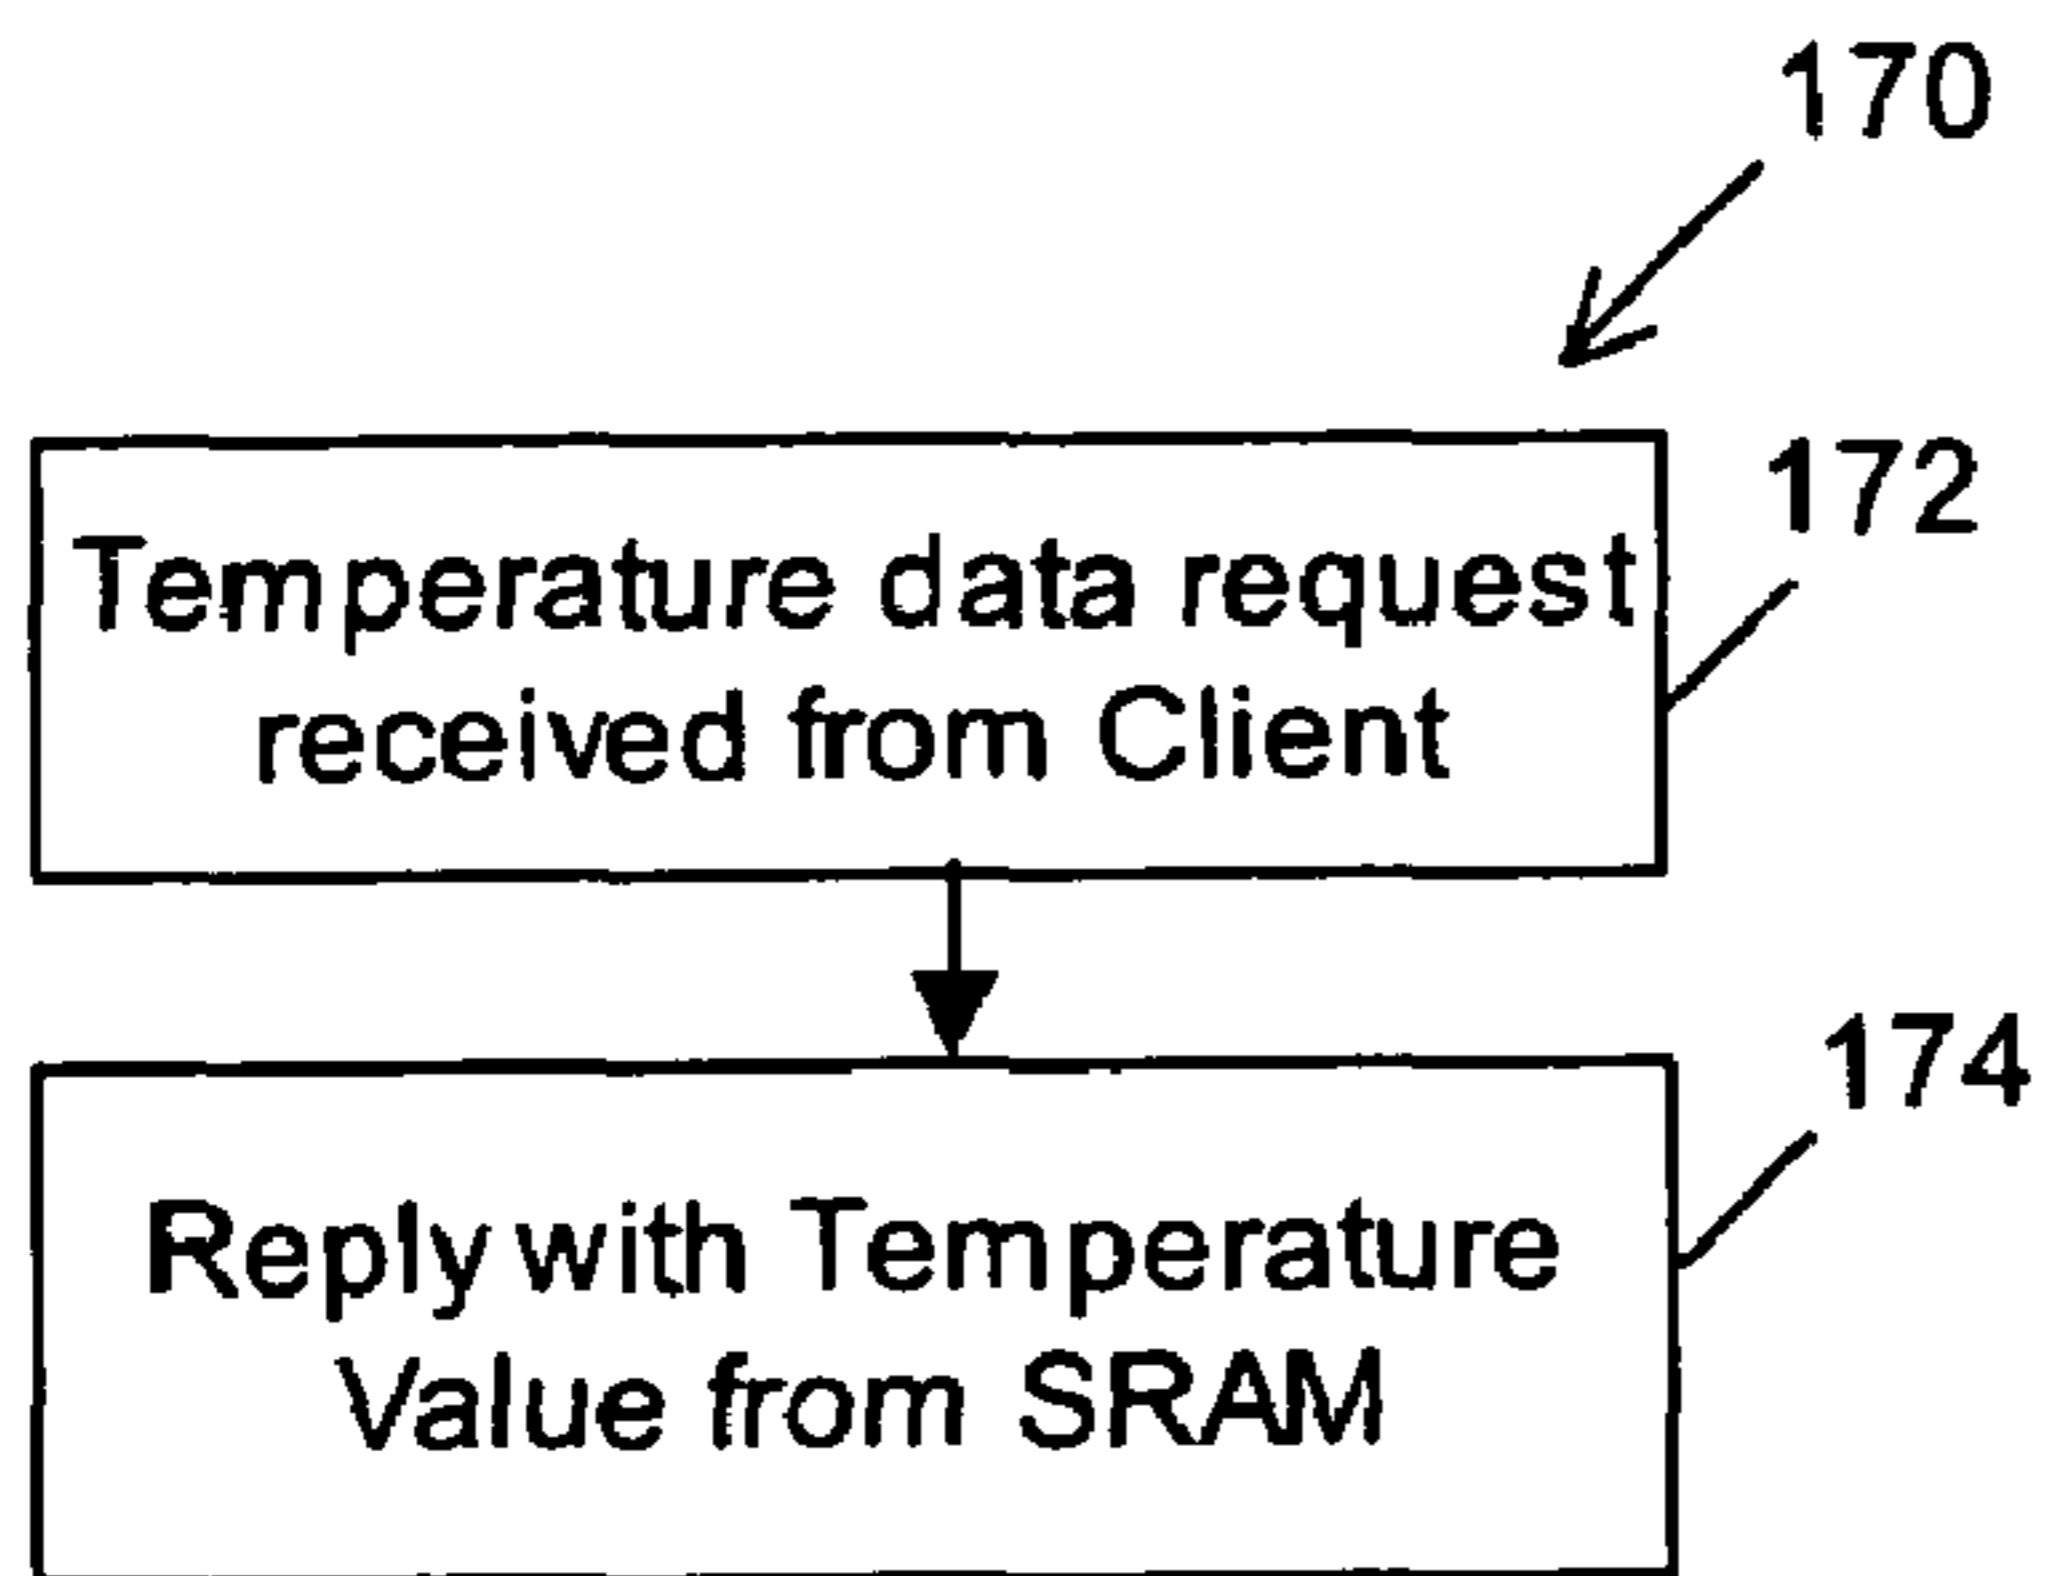 170
172
Temperature data request
received from Client
174
Reply with Temperature
Value from SRAM